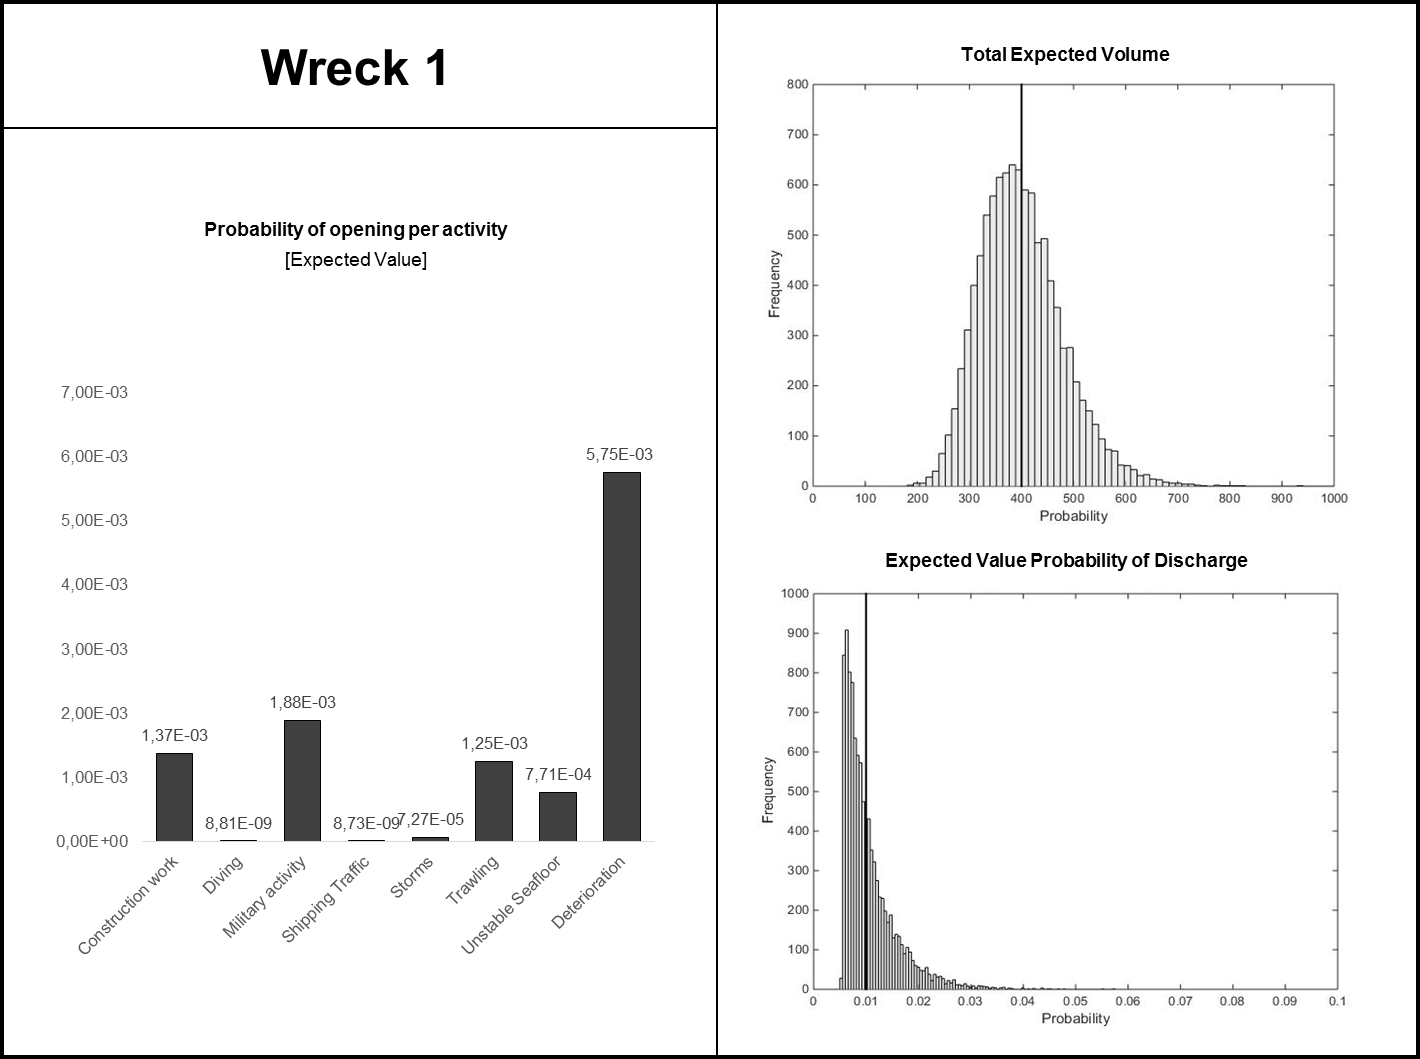 Wreck 1
Probability of opening per activity
[Expected Value]
7,00E-03
6,00E-03
5,00E-03
4,00E-03
3,00E-03
2,00E-03
1,00E-03
0,00E+00
1,37E-03
8,81E-09
1,88E-03
8,73E-09
7,27E-05
1,25E-03
7,71E-04
5,75E-03
Construction work
Diving
Military activity
Shipping Traffic
Storms
Trawling
Unstable Seafloor
Deterioration
Total Expected Volume
800
700
600
500
400
300
200
100
0
Frequency
0 100 200 300 400 500 600 700 800 900 1000
Probability
Expected Value Probability of Discharge
1000
900
800
700
600
500
400
300
200
100
0
Frequency
0 0.01 0.02 0.03 0.04 0.05 0.06 0.07 0.08 0.09 0.1
Probability